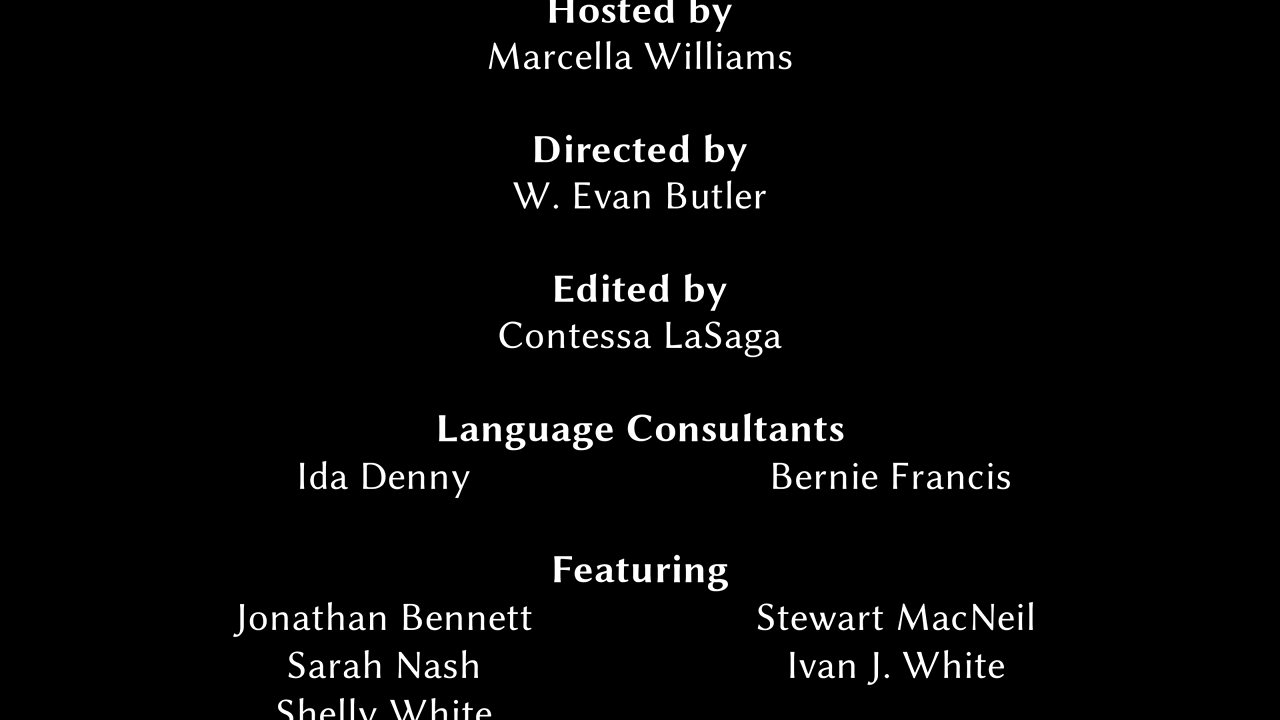 Hosted by
Marcella Williams
Directed by
W. Evan Butler
Edited by
Contessa LaSaga
Language Consultants
Ida Denny Bernie Francis
Featuring
Jonathan Bennett Stewart MacNeil
Sarah Nash Ivan J. White
Shelly White